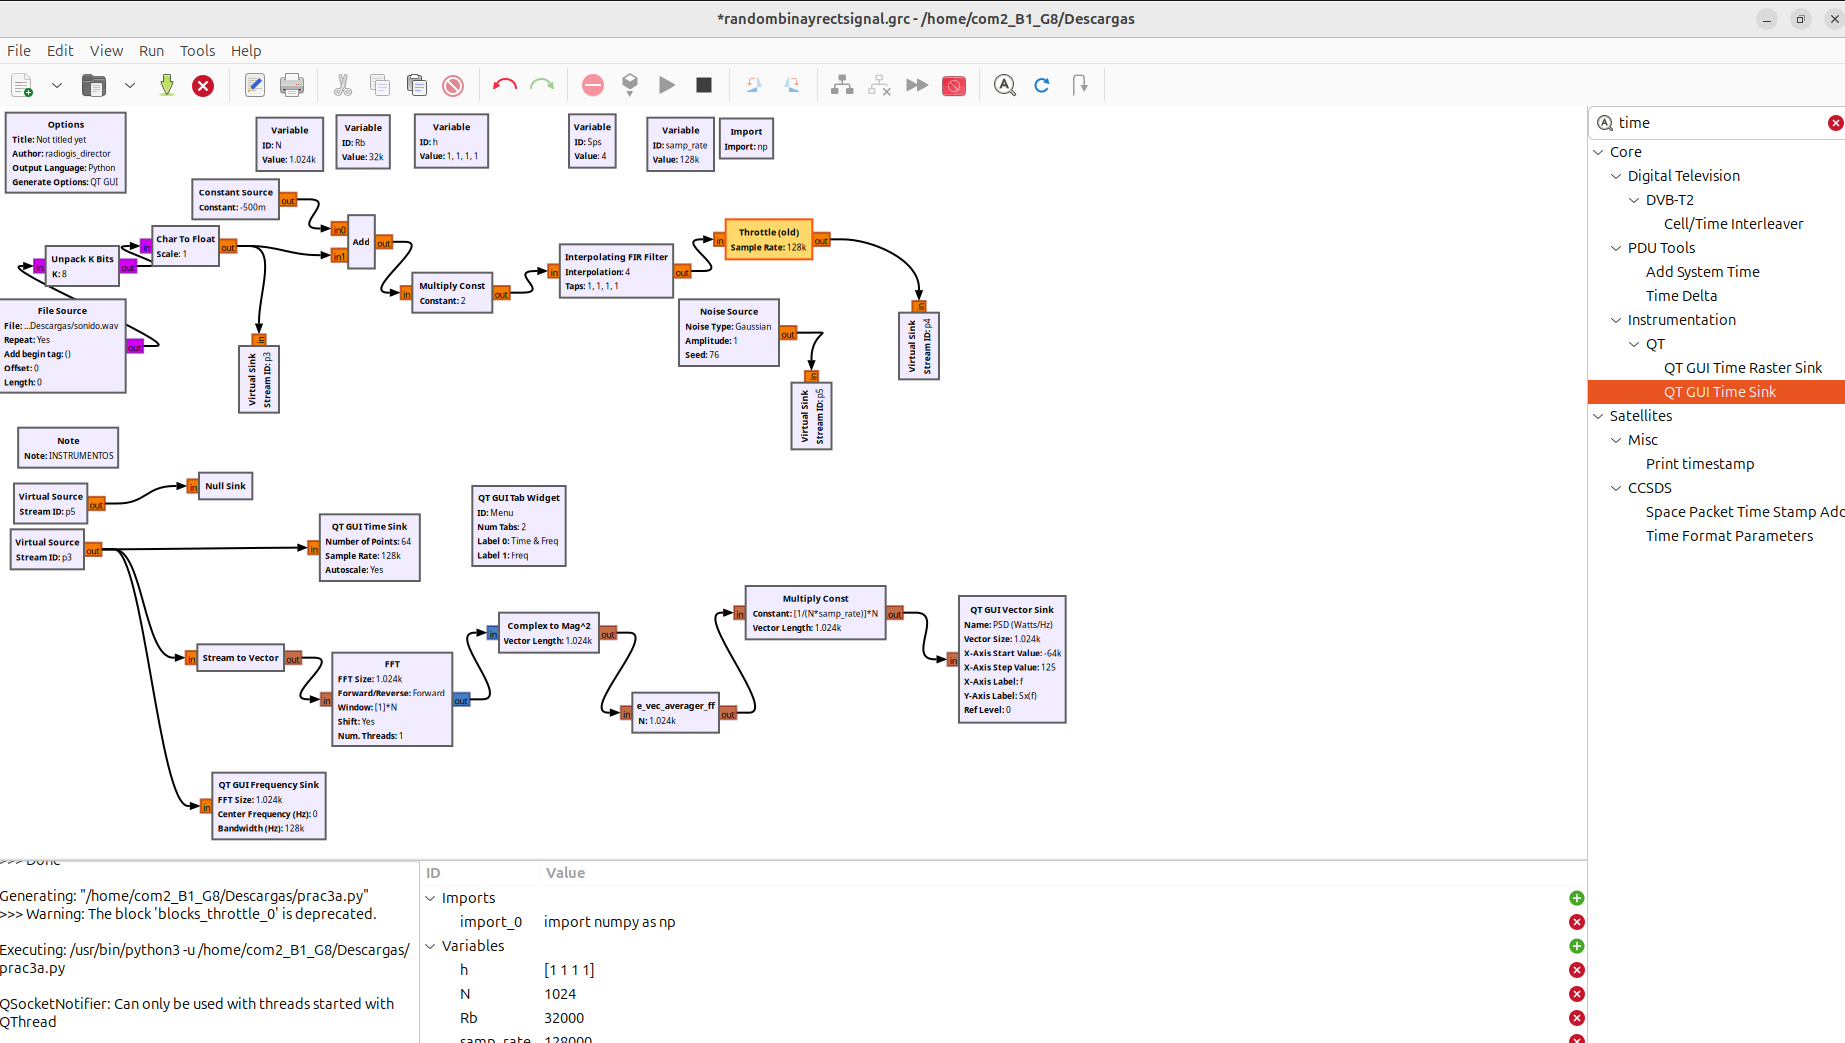 *randombinayrectsignal.grc - /home/com2_B1_G8/Descargas
File Edit View Run Tools Help
Options
Title: Not titled yet
Author: radiogis_director
Output Language: Python
Generate Options: QT GUI
Variable
ID: N
Value: 1.024k
Variable
ID: Rb
Value: 32k
Variable
ID: h
Value: 1, 1, 1, 1
Variable
ID: Sps
Value: 4
Variable
ID: samp_rate
Value: 128k
Import
Import: np
Constant Source
Constant: -500m
out
in0
in1
Add
out
in
Char To Float
Scale: 1
out
in
Unpack K Bits
K: 8
out
File Source
File: ...Descargas/sonido.wav
Repeat: Yes
Add begin tag: ()
Offset: 0
Length: 0
out
in
Virtual Sink
Stream ID: p3
in
Multiply Const
Constant: 2
out
in
Interpolating FIR Filter
Interpolation: 4
Taps: 1, 1, 1, 1
out
in
Throttle (old)
Sample Rate: 128k
out
Noise Source
Noise Type: Gaussian
Amplitude: 1
Seed: 76
out
in
Virtual Sink
Stream ID: p5
in
Virtual Sink
Stream ID: p4
Note
Note: INSTRUMENTOS
Virtual Source
Stream ID: p5
out
in
Null Sink
Virtual Source
Stream ID: p3
out
in
QT GUI Time Sink
Number of Points: 64
Sample Rate: 128k
Autoscale: Yes
QT GUI Tab Widget
ID: Menu
Num Tabs: 2
Label 0: Time & Freq
Label 1: Freq
in
Stream to Vector
out
in
FFT
FFT Size: 1.024k
Forward/Reverse: Forward
Window: [1]*N
Shift: Yes
Num. Threads: 1
out
in
Complex to Mag^2
Vector Length: 1.024k
out
in
e_vec_averager_ff
N: 1.024k
out
in
Multiply Const
Constant: [1/(N*samp_rate)]*N
Vector Length: 1.024k
out
in
QT GUI Vector Sink
Name: PSD (Watts/Hz)
Vector Size: 1.024k
X-Axis Start Value: -64k
X-Axis Step Value: 125
X-Axis Label: f
Y-Axis Label: Sx(f)
Ref Level: 0
in
QT GUI Frequency Sink
FFT Size: 1.024k
Center Frequency (Hz): 0
Bandwidth (Hz): 128k
time
Core
Digital Television
DVB-T2
Cell/Time Interleaver
PDU Tools
Add System Time
Time Delta
Instrumentation
QT
QT GUI Time Raster Sink
QT GUI Time Sink
Satellites
Misc
Print timestamp
CCSDS
Space Packet Time Stamp Adc
Time Format Parameters
>>> Done
Generating: "/home/com2_B1_G8/Descargas/prac3a.py"
>>> Warning: The block 'blocks_throttle_0' is deprecated.
Executing: /usr/bin/python3 -u /home/com2_B1_G8/Descargas/
prac3a.py
QSocketNotifier: Can only be used with threads started with
QThread
ID Value
Imports
import_0 import numpy as np
Variables
h [1 1 1 1]
N 1024
Rb 32000
samp_rate 128000